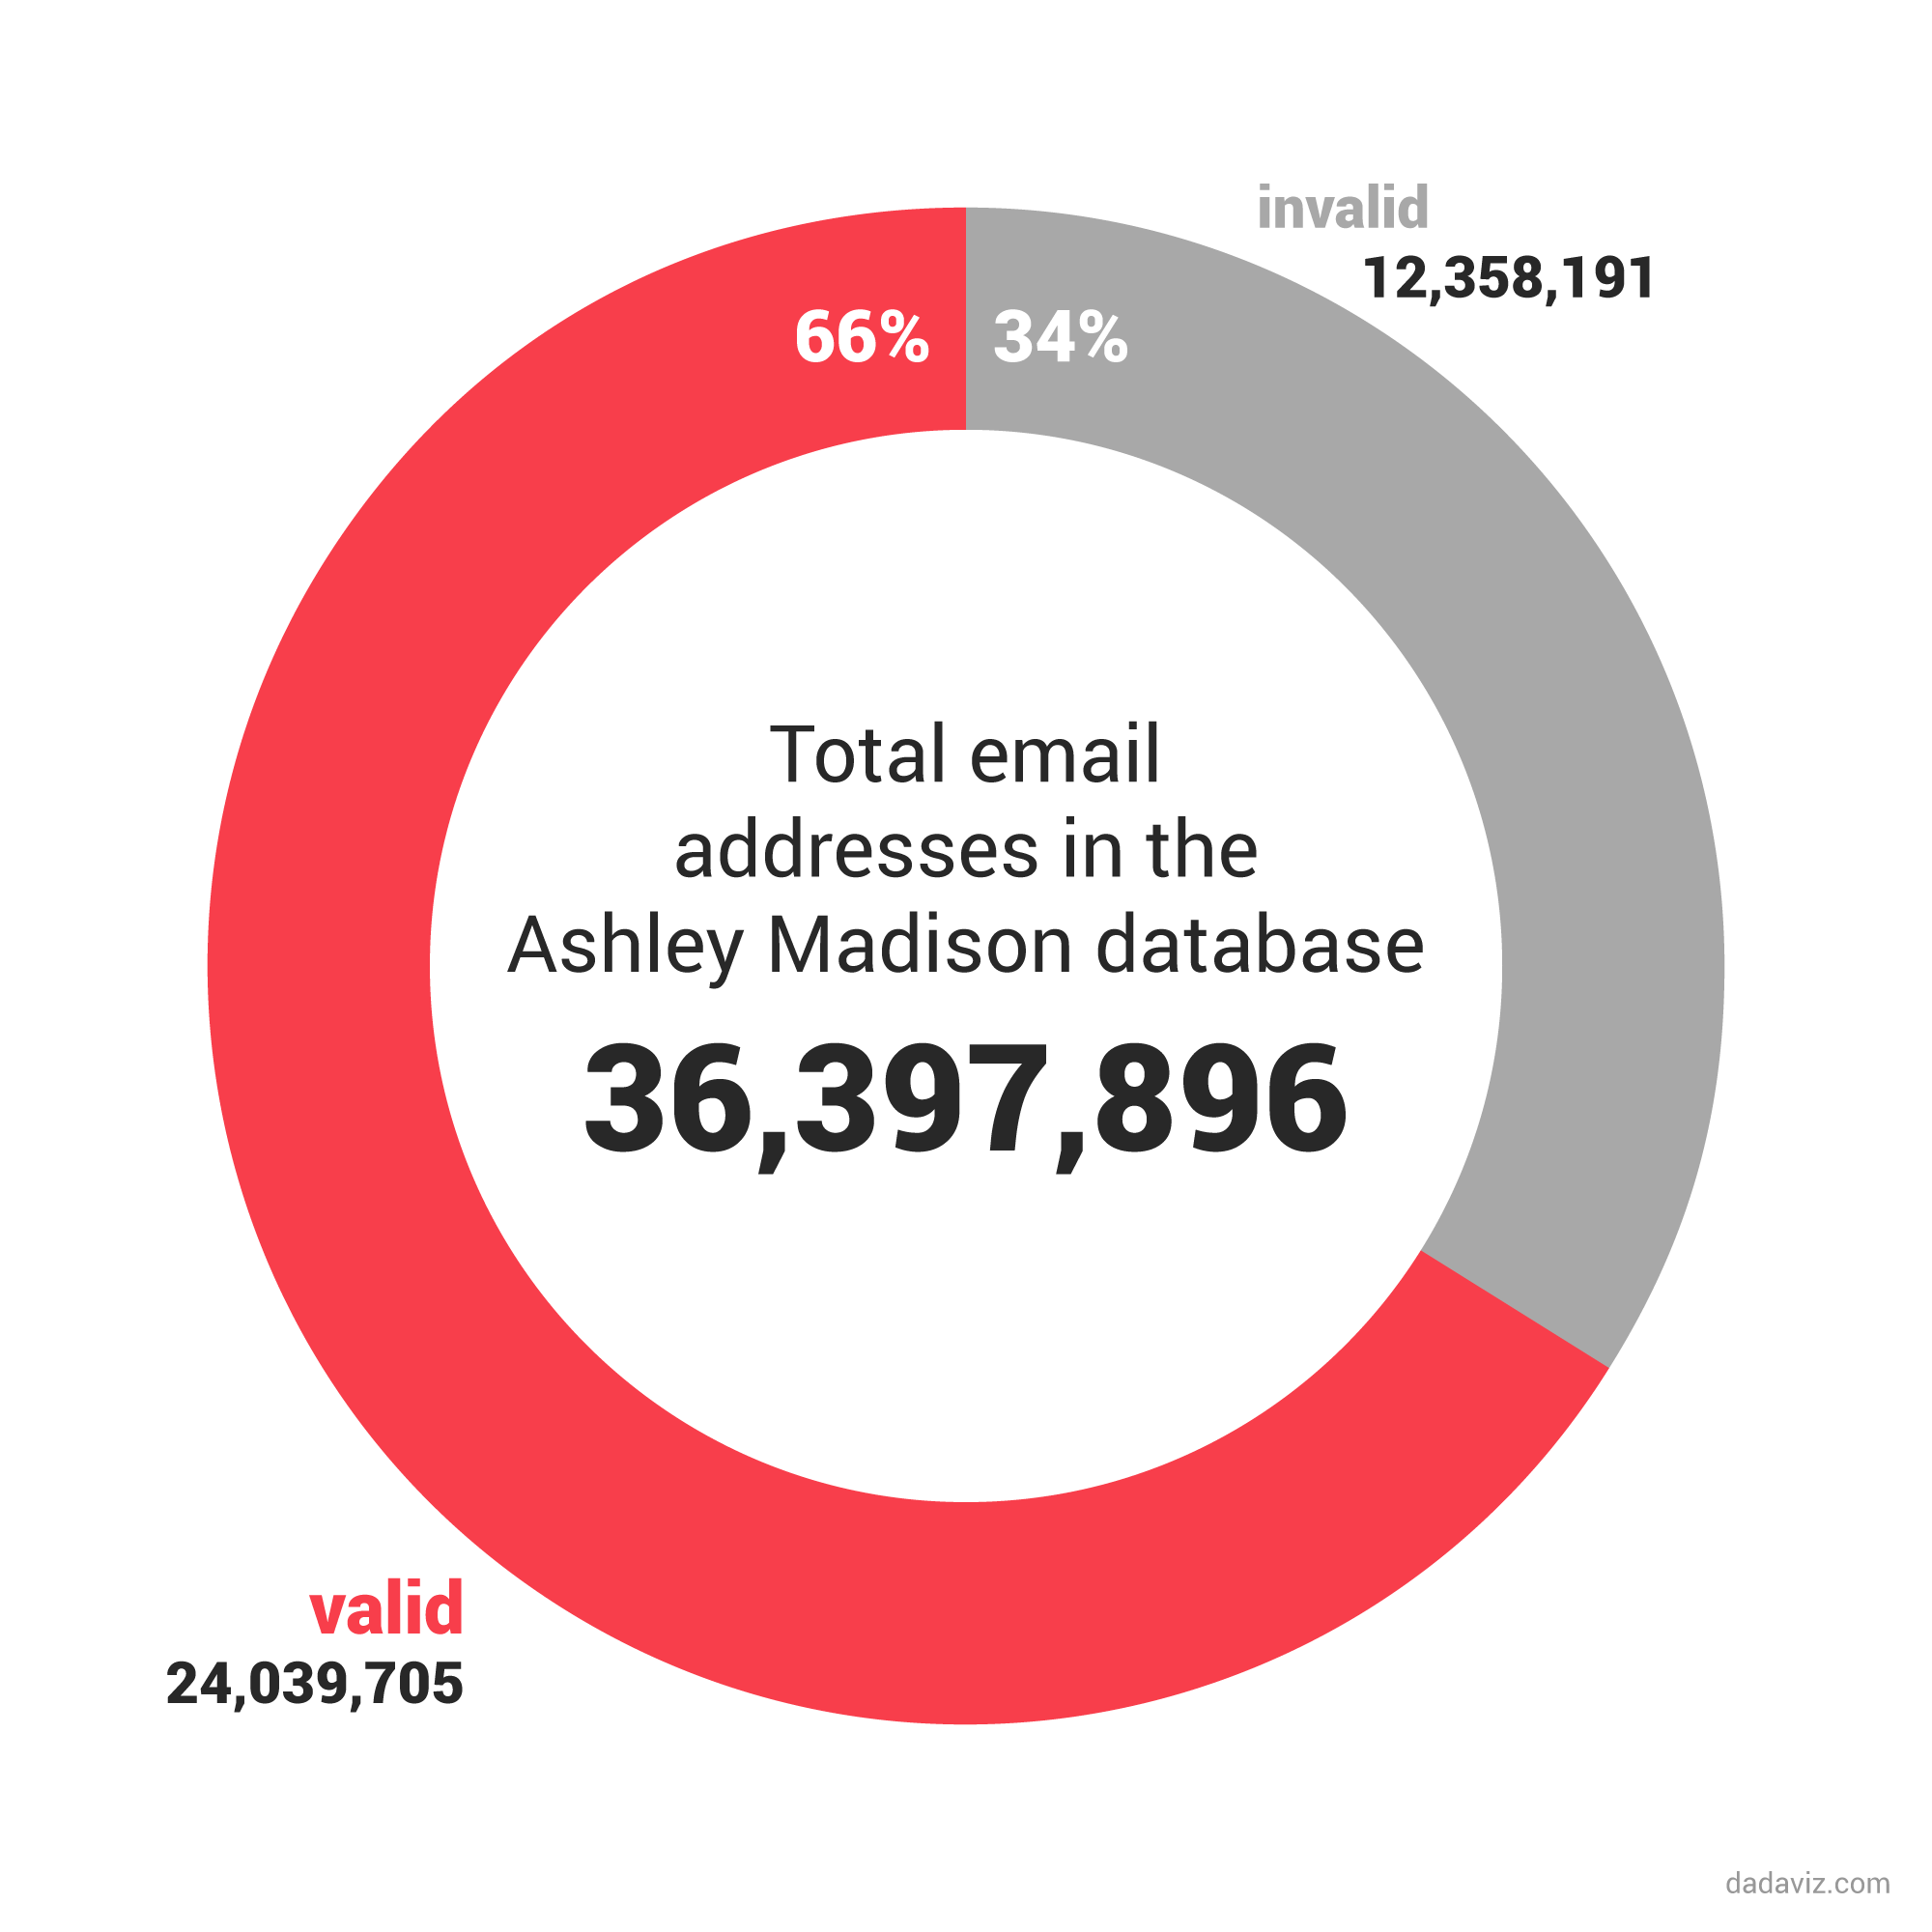 invalid
12,358,191
66%
34%
Total email
addresses in the
Ashley Madison database
36,397,896
valid
24,039,705
dadaviz.com